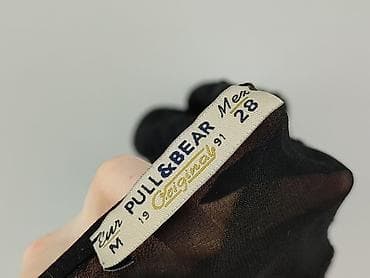 Eur M PULL&BEAR Mex 28
19 Original 91